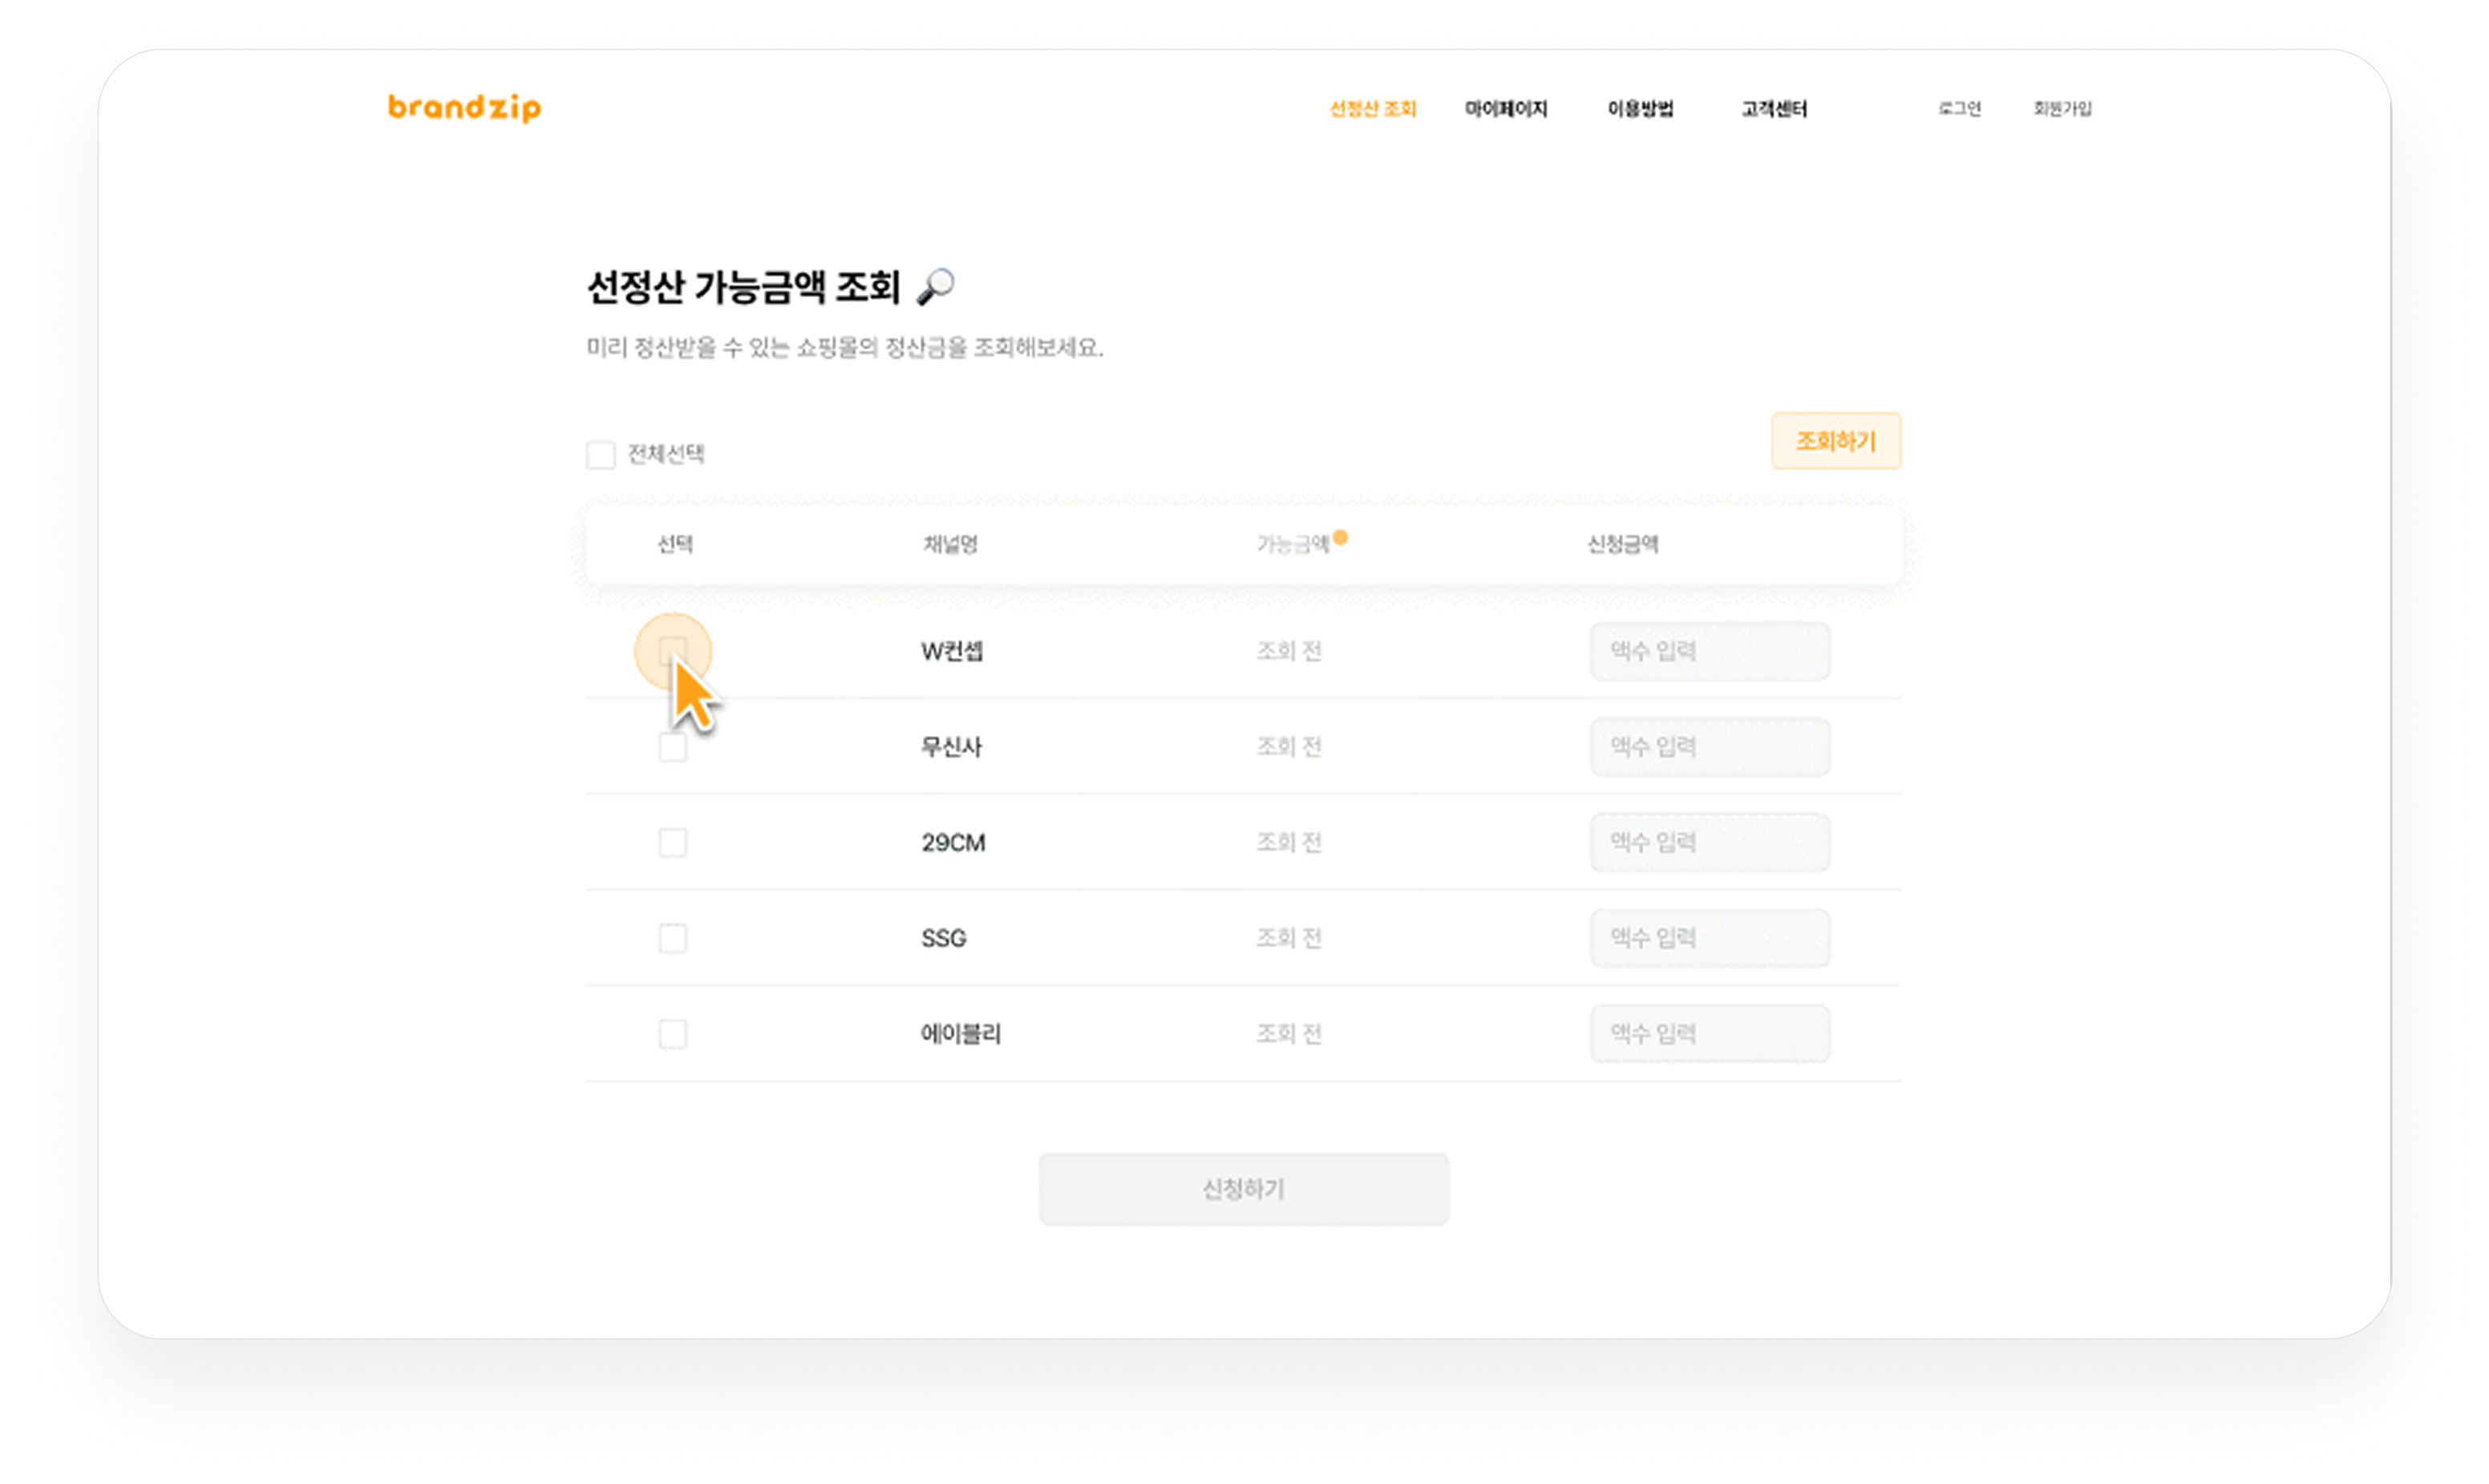 brandzip
선정산 조회 마이페이지 이용방법 고객센터 로그인 회원가입
선정산 가능금액 조회
미리 정산받을 수 있는 쇼핑몰의 정산금을 조회해보세요.
전체선택
조회하기
선택 채널명 가능금액 신청금액
W컨셉 조회 전 액수 입력
무신사 조회 전 액수 입력
29CM 조회 전 액수 입력
SSG 조회 전 액수 입력
에이블리 조회 전 액수 입력
신청하기